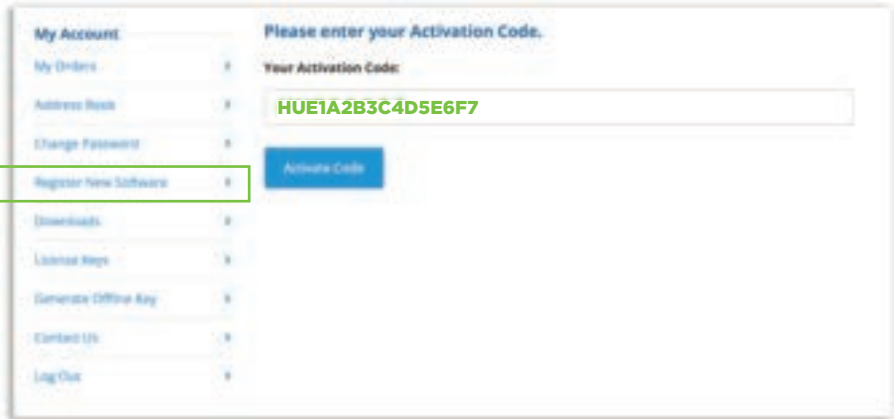 My Account
My Orders
Address Book
Change Password
Register New Software
Downloads
License Keys
Generate Offline Key
Contact Us
Log Out
Please enter your Activation Code.
Your Activation Code:
HUE1A2B3C4D5E6F7
Activate Code